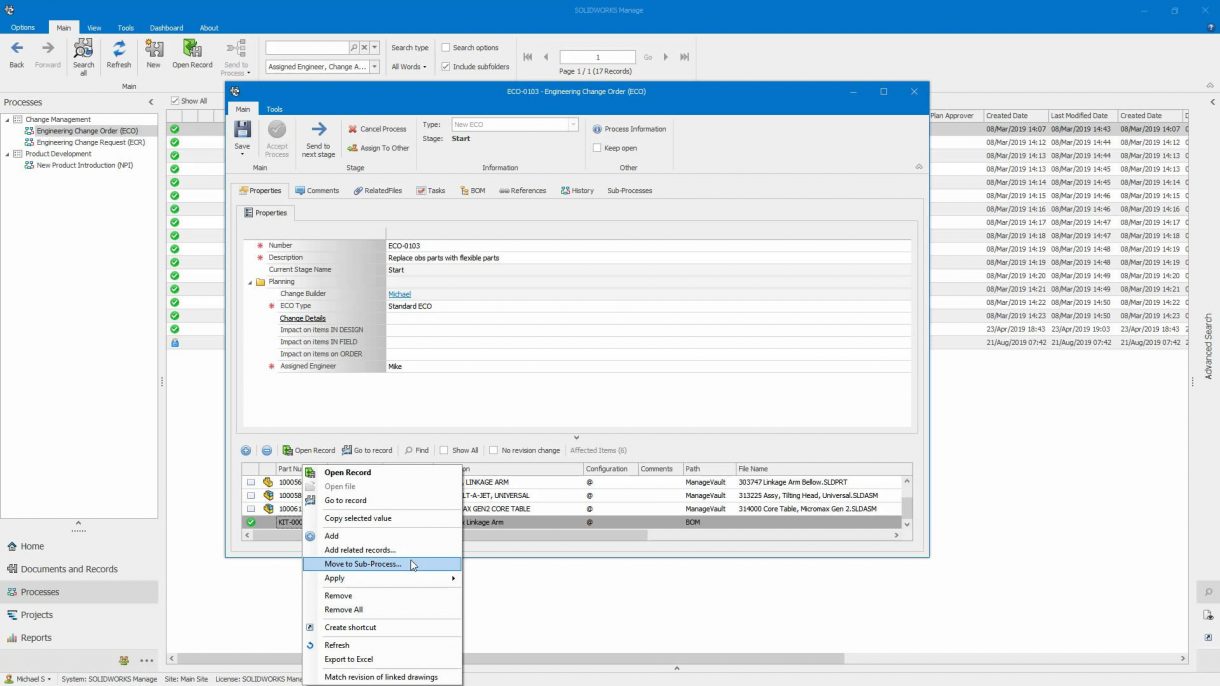 SOLIDWORKS Manage
Options Main View Tools Dashboard About
Back Forward Search all Refresh New Open Record Send to Process
Search type Search options
Assigned Engineer, Change A... All Words Include subfolders
1 Go
Page 1 / 1 (17 Records)
Main
Processes
Show All
Change Management
Engineering Change Order (ECO)
Engineering Change Request (ECR)
Product Development
New Product Introduction (NPI)
Home
Documents and Records
Processes
Projects
Reports
ECO-0103 - Engineering Change Order (ECO)
Main Tools
Save Accept Process Send to next stage
Cancel Process
Assign To Other
Type: New ECO
Stage: Start
Process Information
Keep open
Main Stage Information Other
Properties Comments RelatedFiles Tasks BOM References History Sub-Processes
Properties
Number ECO-0103
Description Replace obs parts with flexible parts
Current Stage Name Start
Planning
Change Builder Michael
ECO Type Standard ECO
Change Details
Impact on items IN DESIGN
Impact on items IN FIELD
Impact on items on ORDER
Assigned Engineer Mike
Open Record Go to record Find Show All No revision change Affected Items (6)
Part Nu on Configuration Comments Path File Name
100056 LINKAGE ARM @ ManageVault 303747 Linkage Arm Bellow.SLDPRT
100058 LT-A-JET, UNIVERSAL @ ManageVault 313225 Assy, Tilting Head, Universal.SLDASM
100061 AX GEN2 CORE TABLE @ ManageVault 314000 Core Table, Micromax Gen 2.SLDASM
KIT-000 x Linkage Arm @ BOM
Open Record
Open file
Go to record
Copy selected value
Add
Add related records...
Move to Sub-Process...
Apply
Remove
Remove All
Create shortcut
Refresh
Export to Excel
Match revision of linked drawings
Plan Approver Created Date Last Modified Date Created Date D
08/Mar/2019 14:07 08/Mar/2019 14:43 08/Mar/2019 14:07
08/Mar/2019 14:12 08/Mar/2019 14:44 08/Mar/2019 14:12
08/Mar/2019 14:13 08/Mar/2019 14:44 08/Mar/2019 14:13
08/Mar/2019 14:13 08/Mar/2019 14:45 08/Mar/2019 14:13
08/Mar/2019 14:14 08/Mar/2019 14:45 08/Mar/2019 14:14
08/Mar/2019 14:15 08/Mar/2019 14:46 08/Mar/2019 14:15
08/Mar/2019 14:16 08/Mar/2019 14:46 08/Mar/2019 14:16
08/Mar/2019 14:17 08/Mar/2019 14:47 08/Mar/2019 14:17
08/Mar/2019 14:18 08/Mar/2019 14:47 08/Mar/2019 14:18
08/Mar/2019 14:19 08/Mar/2019 14:48 08/Mar/2019 14:19
08/Mar/2019 14:19 08/Mar/2019 14:48 08/Mar/2019 14:19
08/Mar/2019 14:20 08/Mar/2019 14:49 08/Mar/2019 14:20
08/Mar/2019 14:21 08/Mar/2019 14:49 08/Mar/2019 14:21
08/Mar/2019 14:22 08/Mar/2019 14:50 08/Mar/2019 14:22
08/Mar/2019 14:23 08/Mar/2019 14:50 08/Mar/2019 14:23
23/Apr/2019 18:43 23/Apr/2019 19:03 23/Apr/2019 18:43
21/Aug/2019 07:42 21/Aug/2019 07:42 21/Aug/2019 07:42
Advanced Search
Michael S System: SOLIDWORKS Manage Site: Main Site License: SOLIDWORKS Mana